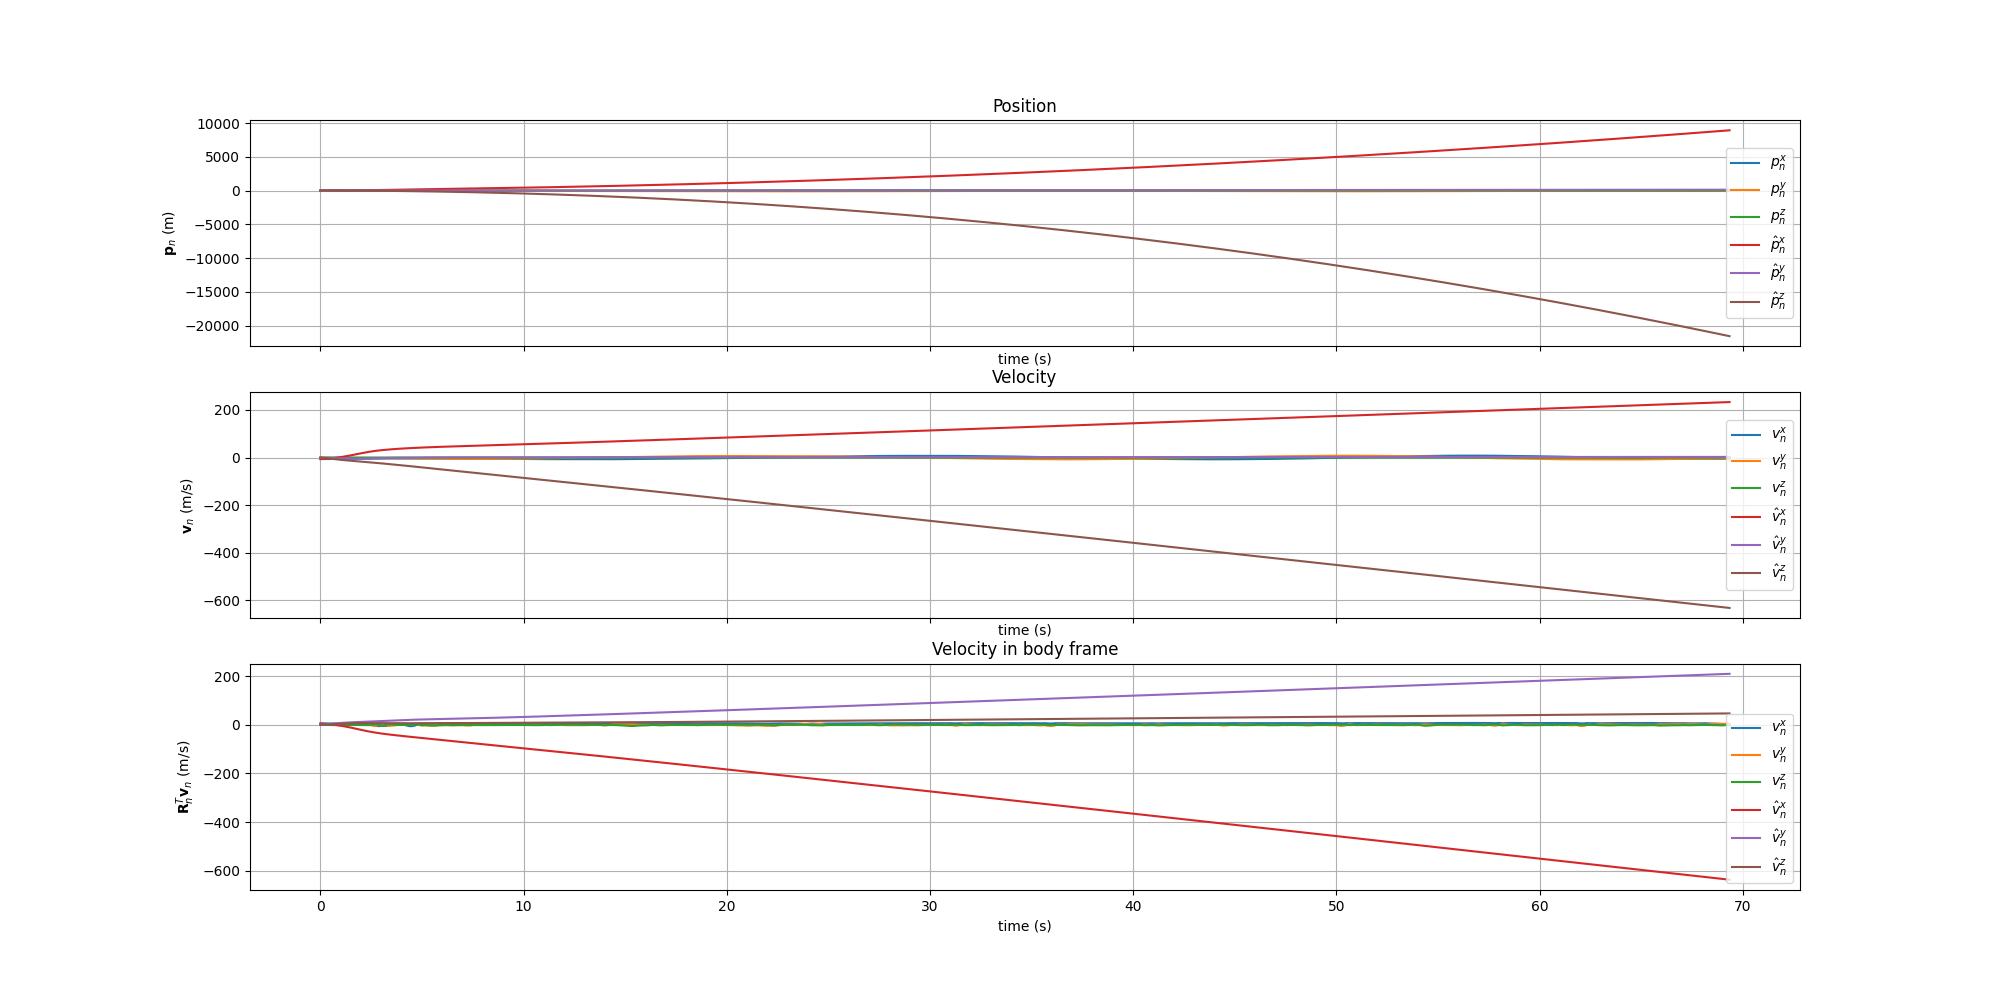 Position
10000
5000
0
−5000
−10000
−15000
−20000
p_n (m)
p_n^x
p_n^y
p_n^z
p̂_n^x
p̂_n^y
p̂_n^z
time (s)
Velocity
200
0
−200
−400
−600
v_n (m/s)
v_n^x
v_n^y
v_n^z
v̂_n^x
v̂_n^y
v̂_n^z
time (s)
Velocity in body frame
200
0
−200
−400
−600
R_n^T v_n (m/s)
v_n^x
v_n^y
v_n^z
v̂_n^x
v̂_n^y
v̂_n^z
0 10 20 30 40 50 60 70
time (s)